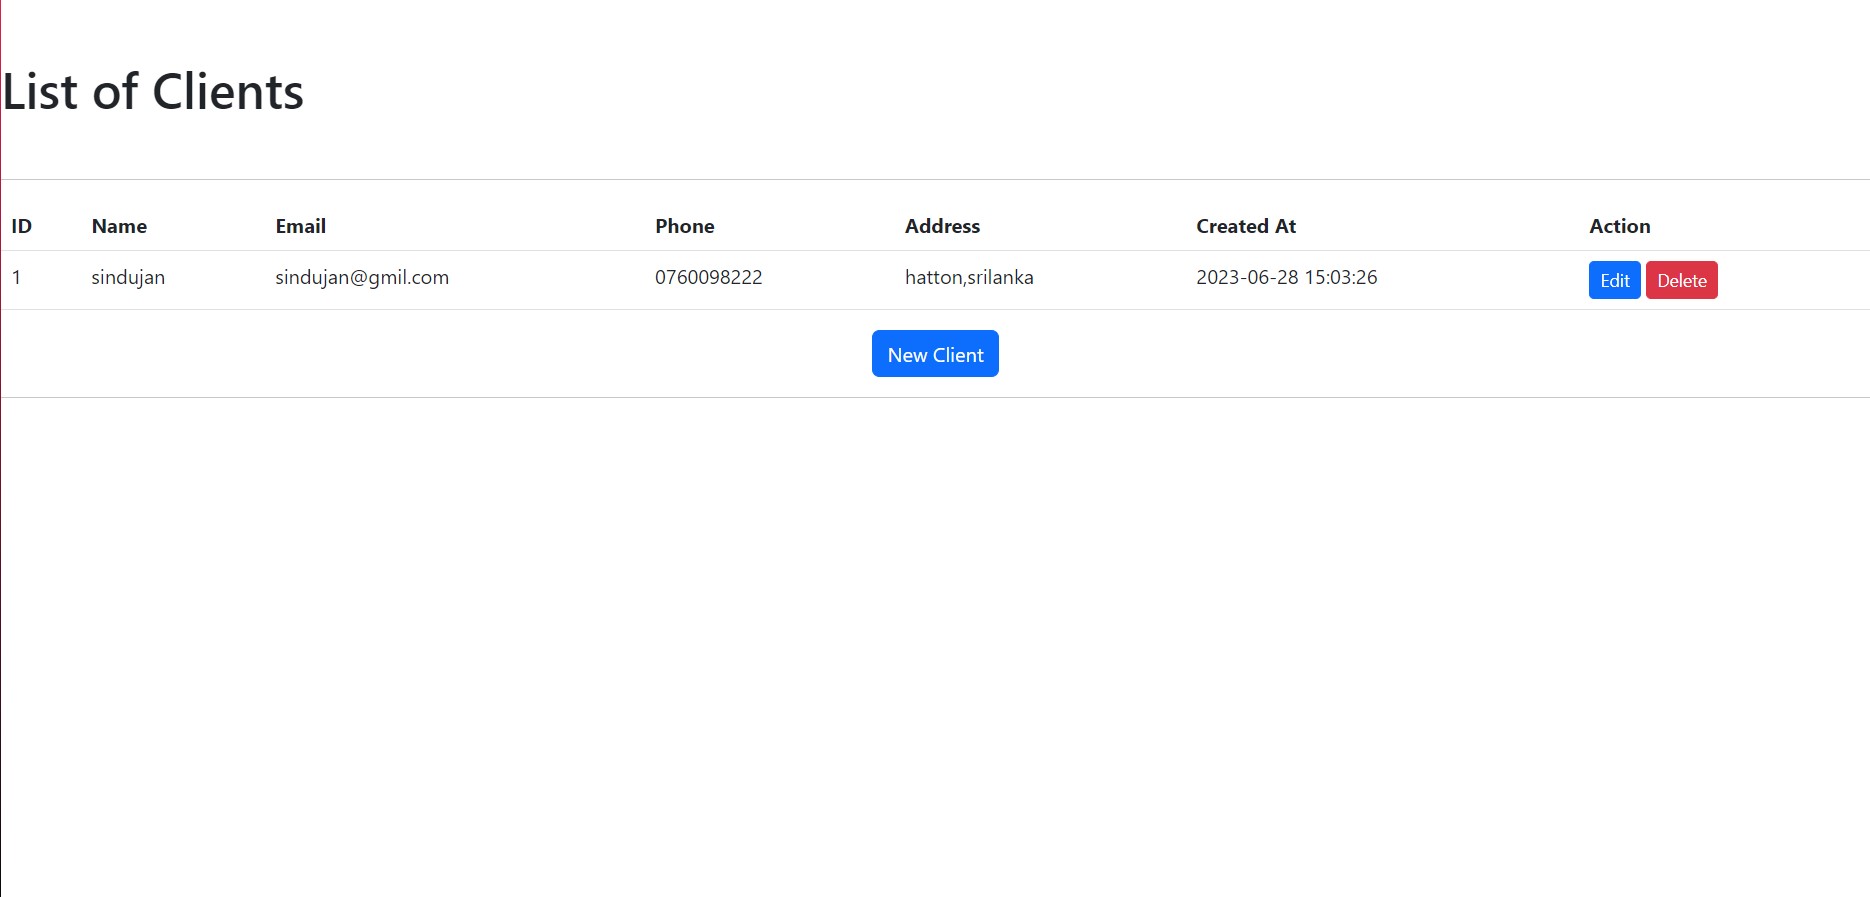 List of Clients
ID Name Email Phone Address Created At Action
1 sindujan sindujan@gmil.com 0760098222 hatton,srilanka 2023-06-28 15:03:26 Edit Delete
New Client